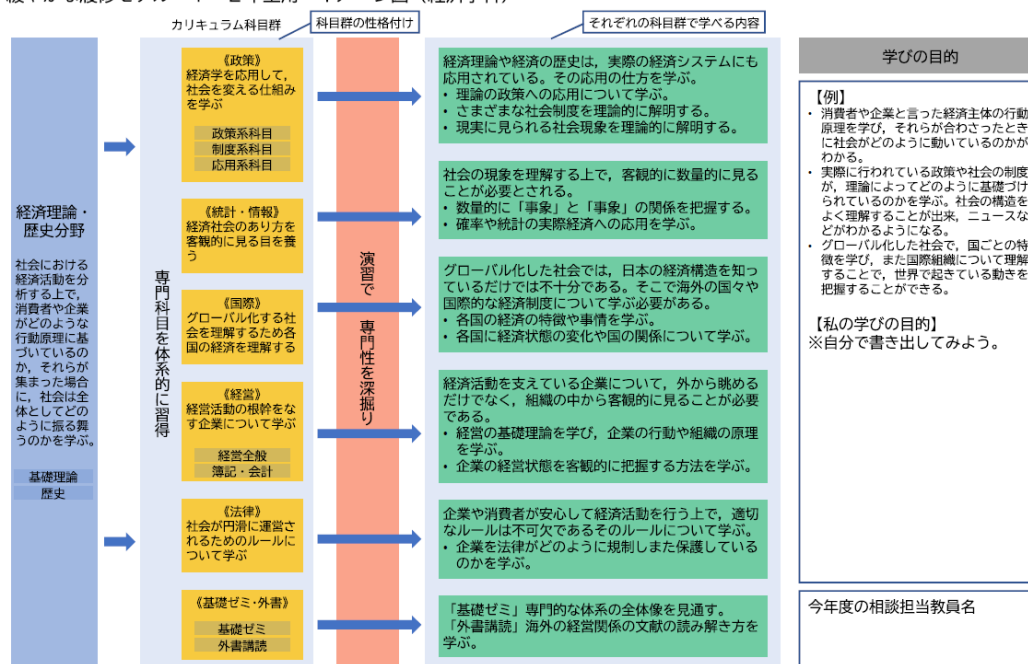 カリキュラム科目群
科目群の性格付け
それぞれの科目群で学べる内容
経済理論・
歴史分野
社会における
経済活動を分
析する上で，
消費者や企業
がどのような
行動原理に基
づいているの
か，それらが
集まった場合
に，社会は全
体としてどの
ように振る舞
うのかを学ぶ。
基礎理論
歴史
専門科目を体系的に習得
《政策》
経済学を応用して，
社会を変える仕組み
を学ぶ
政策系科目
制度系科目
応用系科目
《統計・情報》
経済社会のあり方を
客観的に見る目を養
う
《国際》
グローバル化する社
会を理解するため各
国の経済を理解する
《経営》
経営活動の根幹をな
す企業について学ぶ
経営全般
簿記・会計
《法律》
社会が円滑に運営さ
れるためのルールに
ついて学ぶ
《基礎ゼミ・外書》
基礎ゼミ
外書講読
演習で　専門性を深掘り
経済理論や経済の歴史は，実際の経済システムにも
応用されている。その応用の仕方を学ぶ。
・ 理論の政策への応用について学ぶ。
・ さまざまな社会制度を理論的に解明する。
・ 現実に見られる社会現象を理論的に解明する。
社会の現象を理解する上で，客観的に数量的に見る
ことが必要とされる。
・ 数量的に「事象」と「事象」の関係を把握する。
・ 確率や統計の実際経済への応用を学ぶ。
グローバル化した社会では，日本の経済構造を知っ
ているだけでは不十分である。そこで海外の国々や
国際的な経済制度について学ぶ必要がある。
・ 各国の経済の特徴や事情を学ぶ。
・ 各国に経済状態の変化や国の関係について学ぶ。
経済活動を支えている企業について，外から眺める
だけでなく，組織の中から客観的に見ることが必要
である。
・ 経営の基礎理論を学び，企業の行動や組織の原理
を学ぶ。
・ 企業の経営状態を客観的に把握する方法を学ぶ。
企業や消費者が安心して経済活動を行う上で，適切
なルールは不可欠であるそのルールについて学ぶ。
・ 企業を法律がどのように規制しまた保護している
のかを学ぶ。
「基礎ゼミ」専門的な体系の全体像を見通す。
「外書講読」海外の経営関係の文献の読み解き方を
学ぶ。
学びの目的
【例】
・ 消費者や企業と言った経済主体の行動
原理を学び，それらが合わさったとき
に社会がどのように動いているのかが
わかる。
・ 実際に行われている政策や社会の制度
が，理論によってどのように基礎づけ
られているのかを学ぶ。社会の構造を
よく理解することが出来，ニュースな
どがわかるようになる。
・ グローバル化した社会で，国ごとの特
徴を学び，また国際組織について理解
することで，世界で起きている動きを
把握することができる。
【私の学びの目的】
※自分で書き出してみよう。
今年度の相談担当教員名